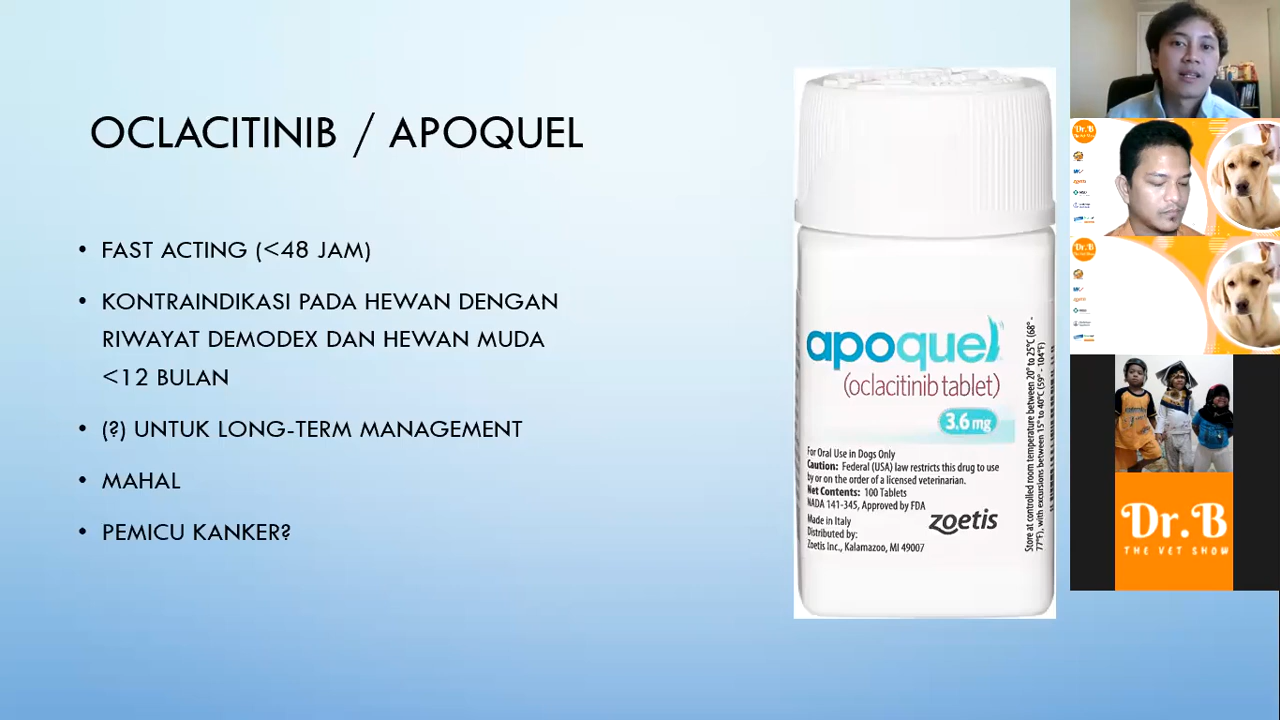 OCLACITINIB / APOQUEL
• FAST ACTING (<48 JAM)
• KONTRAINDIKASI PADA HEWAN DENGAN
RIWAYAT DEMODEX DAN HEWAN MUDA
<12 BULAN
• (?) UNTUK LONG-TERM MANAGEMENT
• MAHAL
• PEMICU KANKER?
apoquel
(oclacitinib tablet)
3.6 mg
For Oral Use in Dogs Only
Caution: Federal (USA) law restricts this drug to use
by or on the order of a licensed veterinarian.
Net Contents: 100 Tablets
NADA 141-345, Approved by FDA
Made in Italy
Distributed by:
Zoetis Inc., Kalamazoo, MI 49007
zoetis
Store at controlled room temperature between 20° to 25°C (68° -
77°F), with excursions between 15° to 40°C (59° - 104°F)
Dr.B
Dr.B
Dr.B
THE VET SHOW